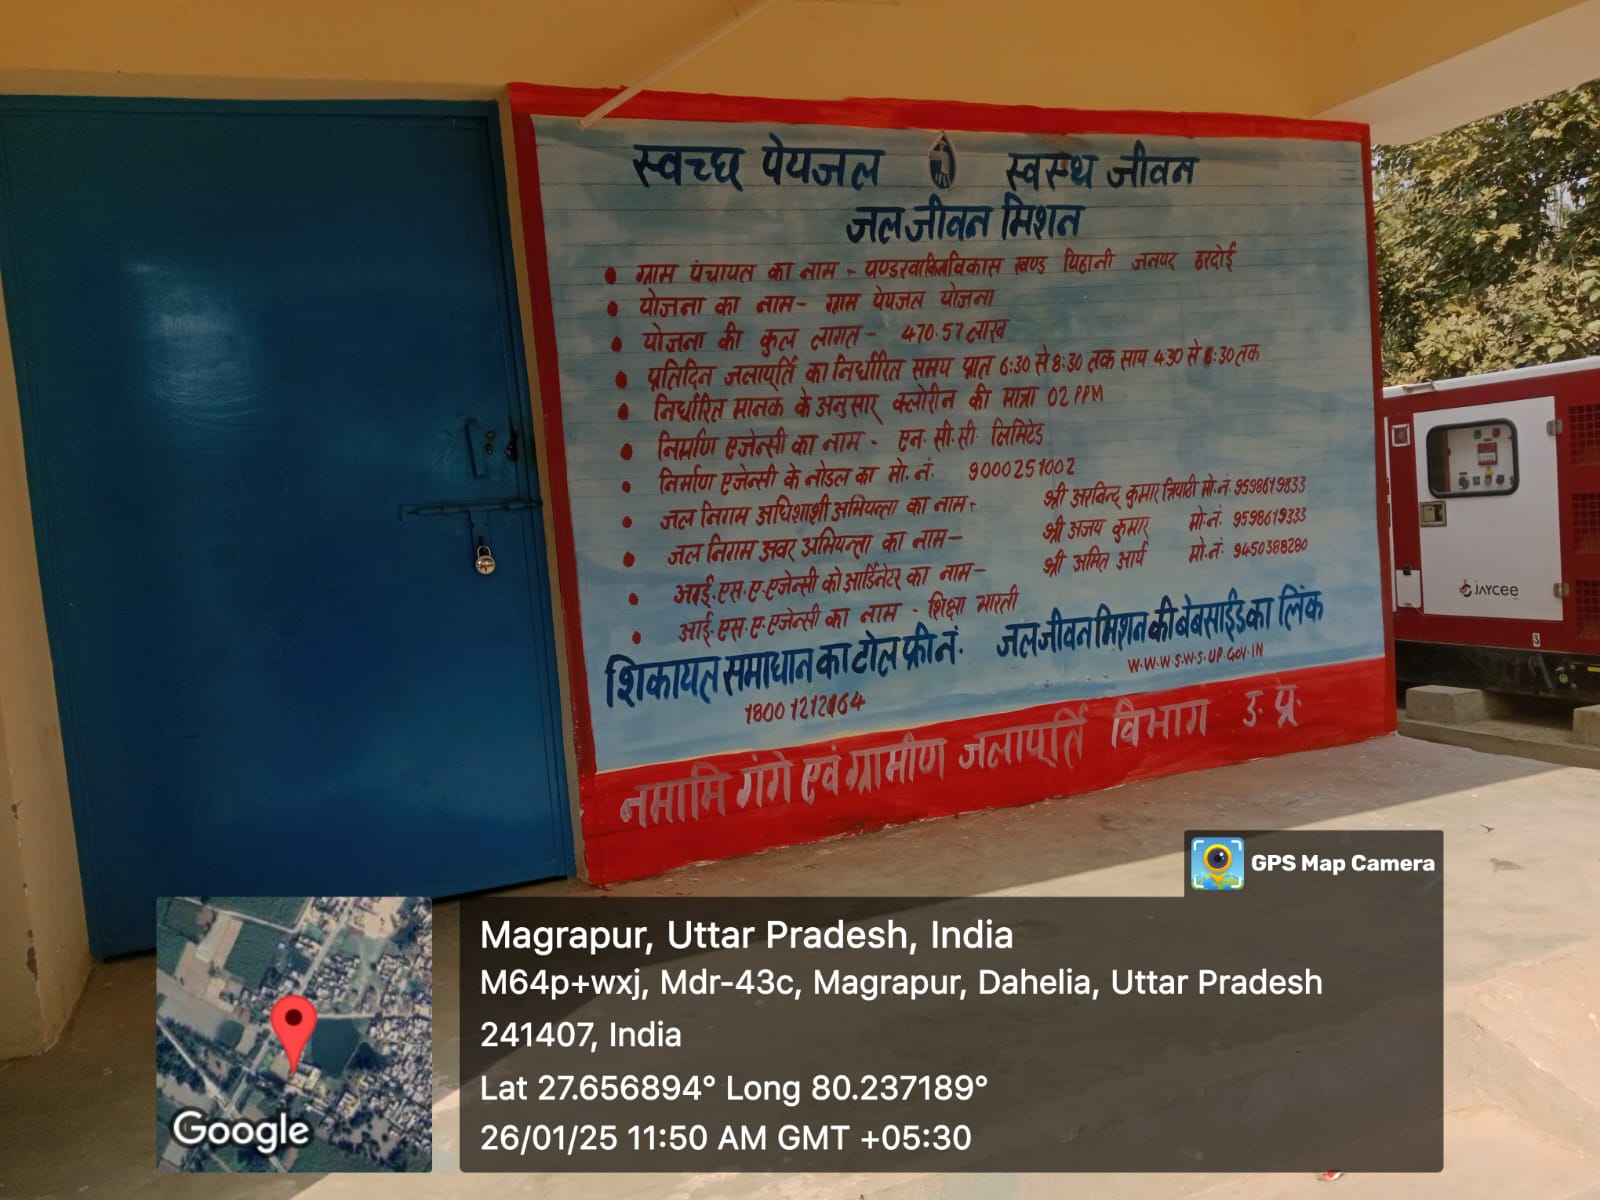 स्वच्छ पेयजल स्वस्थ जीवन
जल जीवन मिशन
• ग्राम पंचायत का नाम - पण्डरवाकिला विकास खण्ड पिहानी जनपद हरदोई
• योजना का नाम - ग्राम पेयजल योजना
• योजना की कुल लागत - 470.57 लाख
• प्रतिदिन जलापूर्ति का निर्धारित समय प्रात 6:30 से 8:30 तक साय 4:30 से 6:30 तक
• निर्धारित मानक के अनुसार क्लोरीन की मात्रा 02 PPM
• निर्माण एजेन्सी का नाम - एन. सी. सी. लिमिटेड
• निर्माण एजेन्सी के नोडल का मो. नं. 9000251002
• जल निगम अधिशाशी अभियन्ता का नाम - श्री अरविन्द कुमार त्रिपाठी मो. नं. 9598619833
• जल निगम अवर अभियन्ता का नाम - श्री अजय कुमार मो. नं. 9598619333
• आई.एस.ए. एजेन्सी को आर्डिनेटर का नाम - श्री अमित आर्य मो. नं. 9450388280
• आई.एस.ए. एजेन्सी का नाम - शिक्षा भारती
शिकायत समाधान का टोल फ्री नं. जल जीवन मिशन की बेबसाईड का लिंक
18001212164 W.W.W.S.W.S.UP.GOV.IN
नमामि गंगे एवं ग्रामीण जलापूर्ति विभाग उ. प्र.
JAYCEE
GPS Map Camera
Magrapur, Uttar Pradesh, India
M64p+wxj, Mdr-43c, Magrapur, Dahelia, Uttar Pradesh
241407, India
Lat 27.656894° Long 80.237189°
26/01/25 11:50 AM GMT +05:30
Google